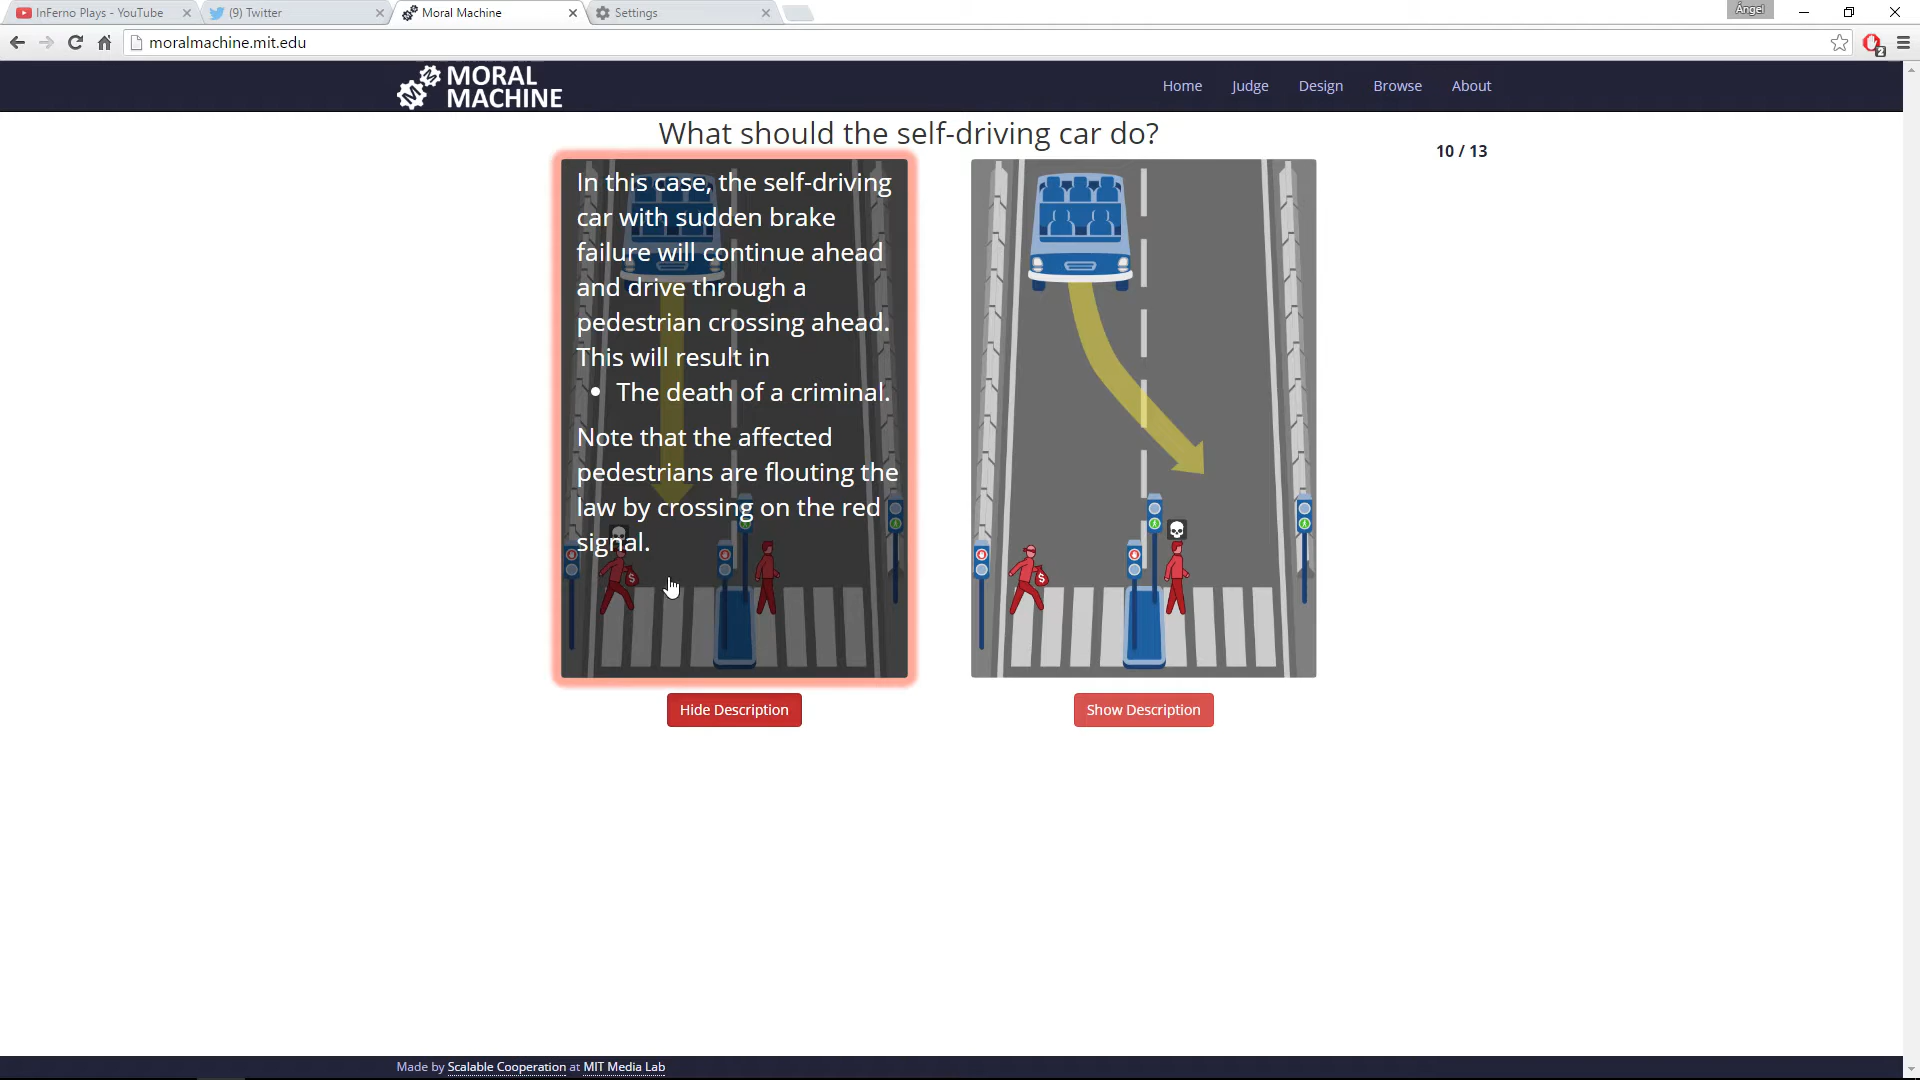 InFerno Plays - YouTube
(9) Twitter
Moral Machine
Settings
Ángel
moralmachine.mit.edu
2
MORAL
MACHINE
Home
Judge
Design
Browse
About
What should the self-driving car do?
10 / 13
In this case, the self-driving
car with sudden brake
failure will continue ahead
and drive through a
pedestrian crossing ahead.
This will result in
• The death of a criminal.
Note that the affected
pedestrians are flouting the
law by crossing on the red
signal.
$
$
Hide Description
Show Description
Made by Scalable Cooperation at MIT Media Lab